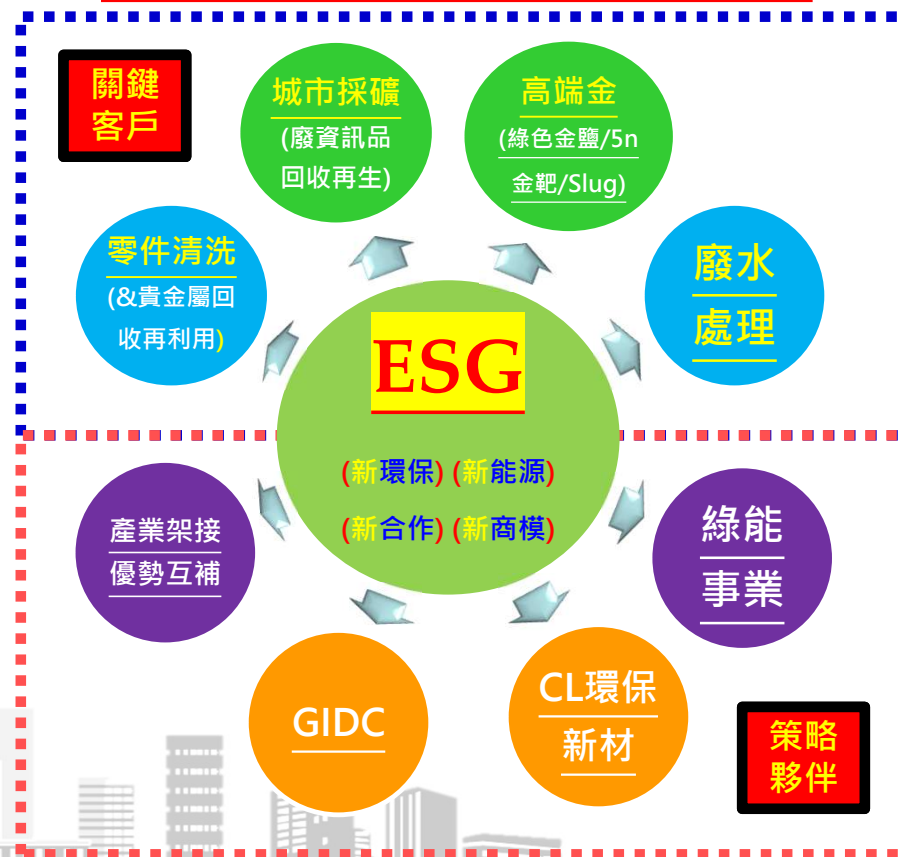 關鍵
客戶
城市採礦
(廢資訊品
回收再生)
高端金
(綠色金鹽/5n
金靶/Slug)
零件清洗
(&貴金屬回
收再利用)
廢水
處理
ESG
(新環保) (新能源)
(新合作) (新商模)
產業架接
優勢互補
綠能
事業
GIDC
CL環保
新材
策略
夥伴